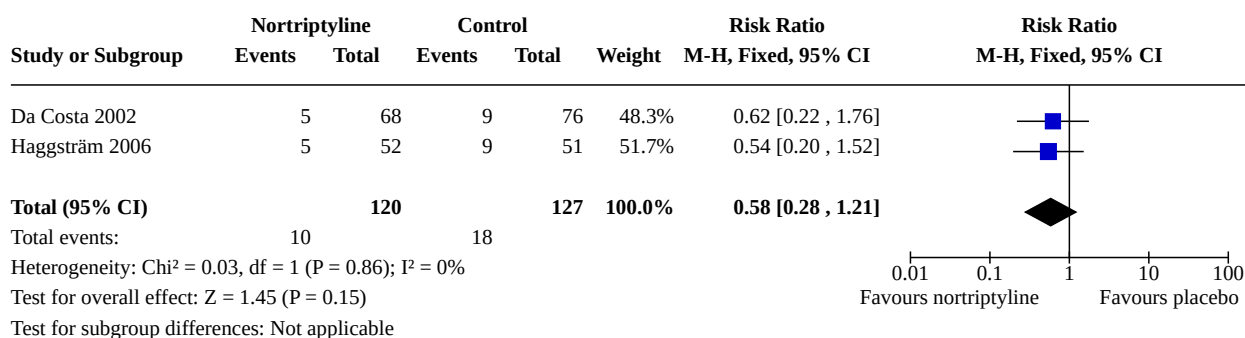 Nortriptyline Control Risk Ratio Risk Ratio
Study or Subgroup Events Total Events Total Weight M-H, Fixed, 95% CI M-H, Fixed, 95% CI
Da Costa 2002 5 68 9 76 48.3% 0.62 [0.22 , 1.76]
Haggsträm 2006 5 52 9 51 51.7% 0.54 [0.20 , 1.52]
Total (95% CI) 120 127 100.0% 0.58 [0.28 , 1.21]
Total events: 10 18
Heterogeneity: Chi² = 0.03, df = 1 (P = 0.86); I² = 0%
Test for overall effect: Z = 1.45 (P = 0.15)
Test for subgroup differences: Not applicable
0.01 0.1 1 10 100
Favours nortriptyline Favours placebo